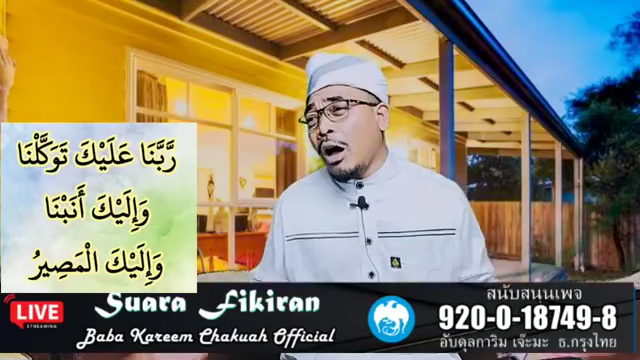 رَّبَّنَا عَلَيْكَ تَوَكَّلْنَا
وَإِلَيْكَ أَنَبْنَا
وَإِلَيْكَ الْمَصِيرُ
LIVE
STREAMING
Suara Fikiran
Baba Kareem Chakuah Official
สนับสนนเพจ
920-0-18749-8
อับดุลการิม เจ๊ะมะ ธ.กรุงไทย